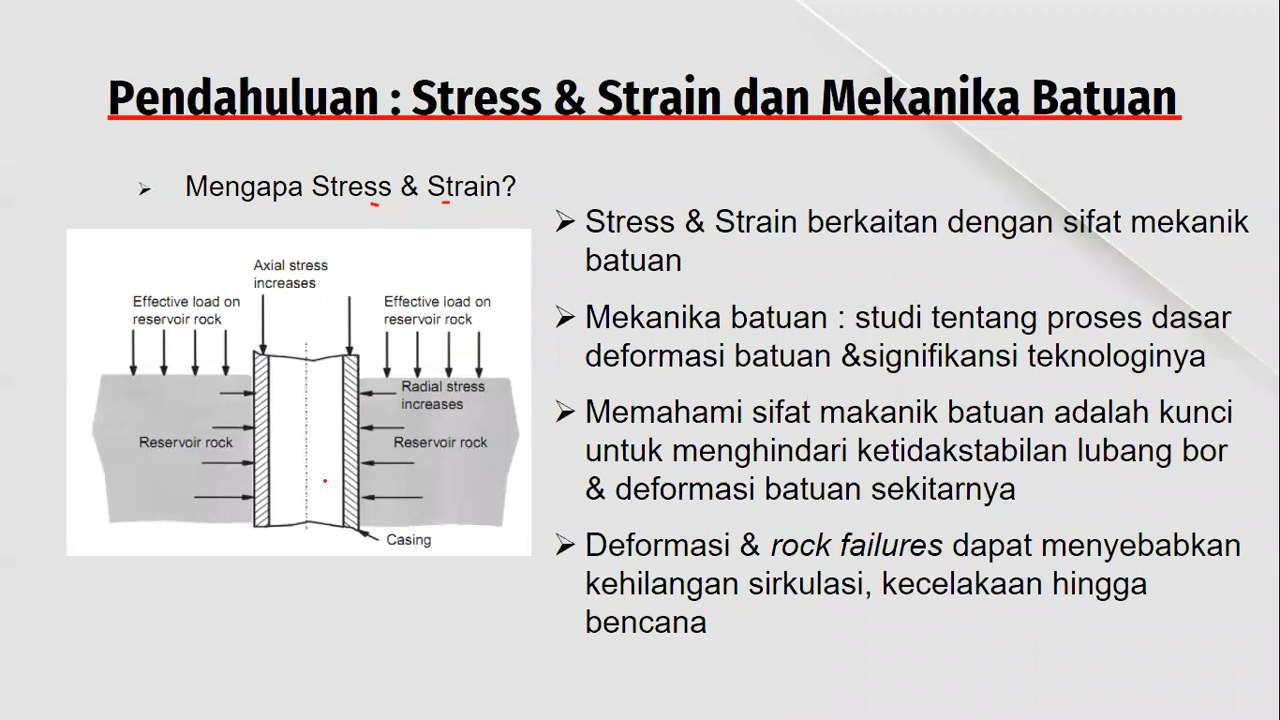 Pendahuluan : Stress & Strain dan Mekanika Batuan
➢ Mengapa Stress & Strain?
Axial stress
increases
Effective load on
reservoir rock
Effective load on
reservoir rock
Radial stress
increases
Reservoir rock
Reservoir rock
Casing
➢ Stress & Strain berkaitan dengan sifat mekanik
batuan
➢ Mekanika batuan : studi tentang proses dasar
deformasi batuan &signifikansi teknologinya
➢ Memahami sifat makanik batuan adalah kunci
untuk menghindari ketidakstabilan lubang bor
& deformasi batuan sekitarnya
➢ Deformasi & rock failures dapat menyebabkan
kehilangan sirkulasi, kecelakaan hingga
bencana